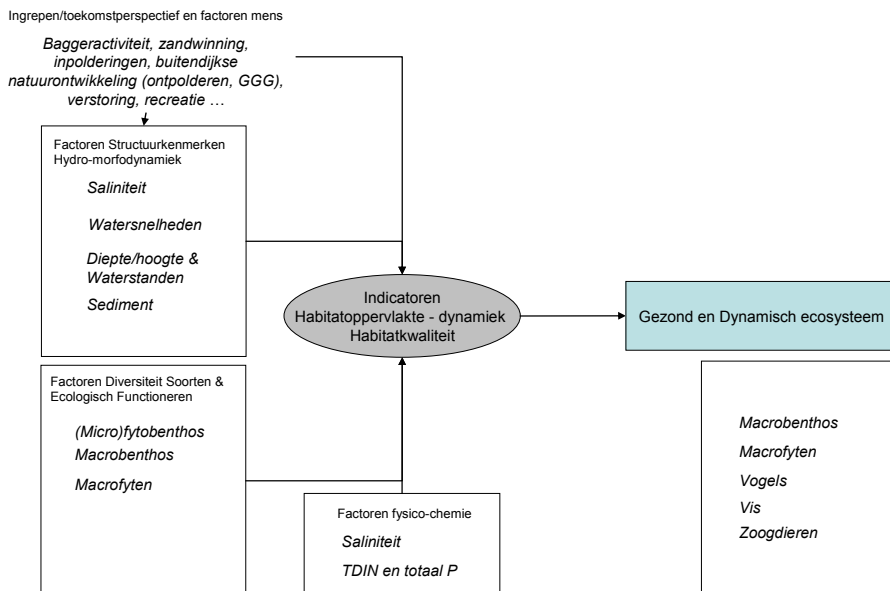 Ingrepen/toekomstperspectief en factoren mens
Baggeractiviteit, zandwinning,
inpolderingen, buitendijkse
natuurontwikkeling (ontpolderen, GGG),
verstoring, recreatie …
Factoren Structuurkenmerken
Hydro-morfodynamiek
Saliniteit
Watersnelheden
Diepte/hoogte &
Waterstanden
Sediment
Indicatoren
Habitatoppervlakte - dynamiek
Habitatkwaliteit
Gezond en Dynamisch ecosysteem
Factoren Diversiteit Soorten &
Ecologisch Functioneren
(Micro)fytobenthos
Macrobenthos
Macrofyten
Factoren fysico-chemie
Saliniteit
TDIN en totaal P
Macrobenthos
Macrofyten
Vogels
Vis
Zoogdieren